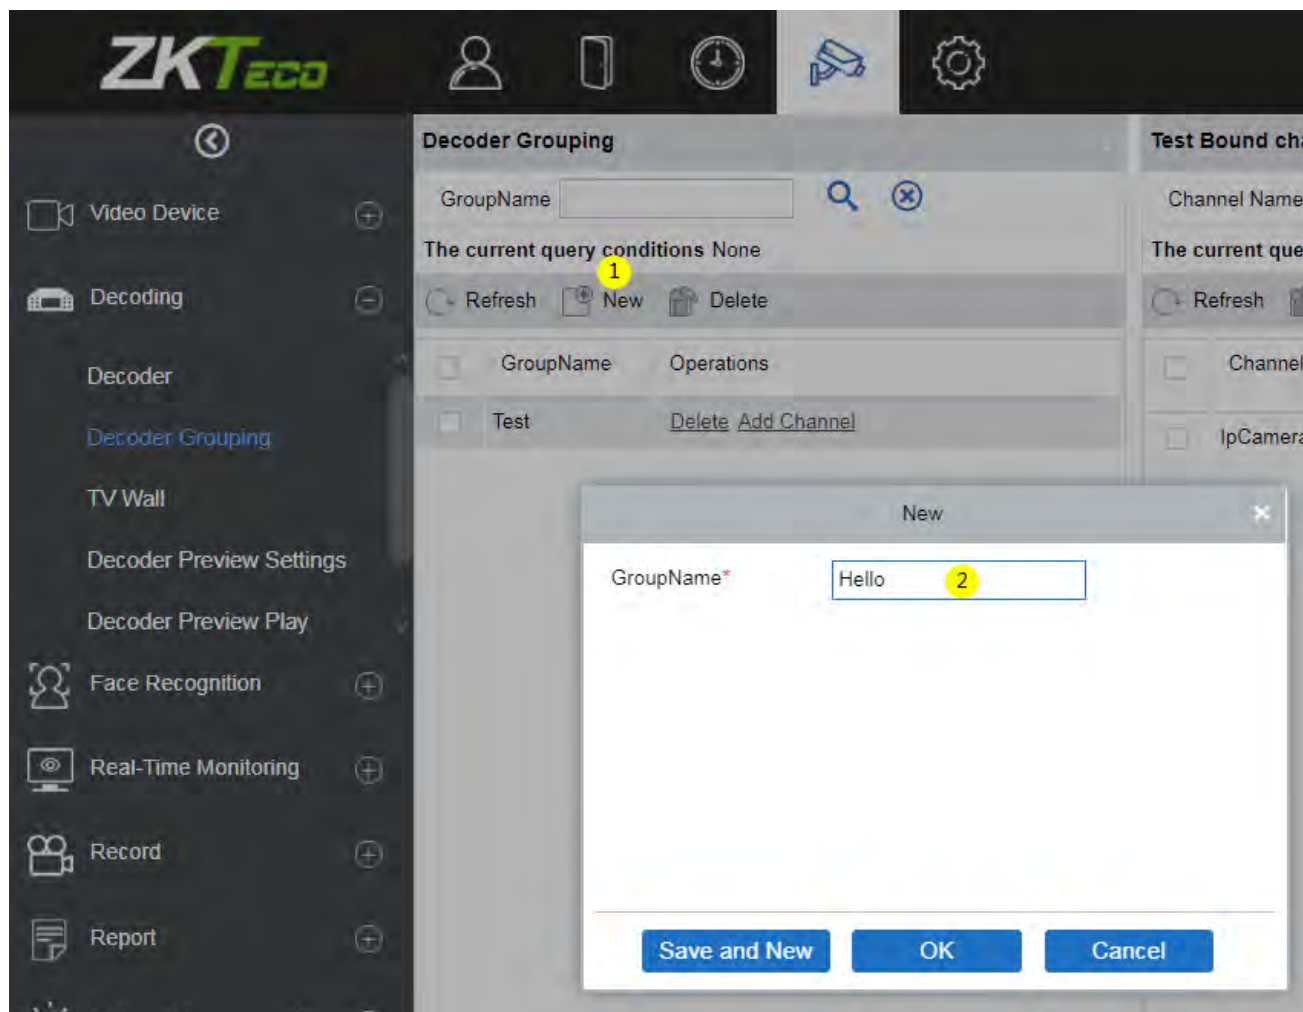 ZKTECO
Decoder Grouping
Test Bound cha
GroupName
Channel Name
The current query conditions None
The current que
1
Refresh New Delete
Refresh
GroupName Operations
Channel
Test Delete Add Channel
IpCamera
Video Device
Decoding
Decoder
Decoder Grouping
TV Wall
Decoder Preview Settings
Decoder Preview Play
Face Recognition
Real-Time Monitoring
Record
Report
New
GroupName* Hello 2
Save and New OK Cancel